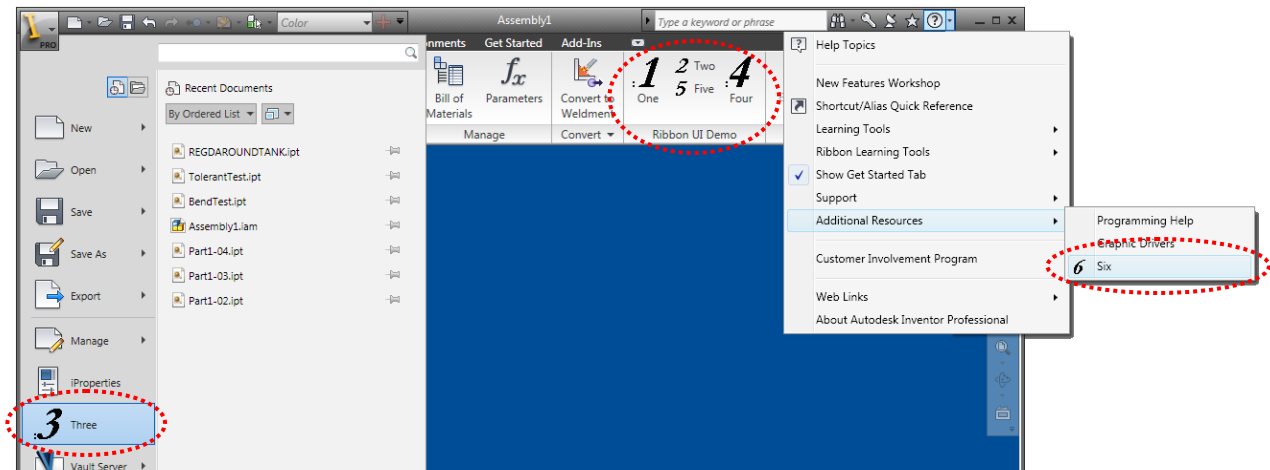 Color
Assembly1
Type a keyword or phrase
PRO
nments Get Started Add-Ins
Recent Documents
By Ordered List
New
Open
Save
Save As
Export
Manage
iProperties
:3 Three
Vault Server
REGDAROUNDTANK.ipt
TolerantTest.ipt
BendTest.ipt
Assembly1.iam
Part1-04.ipt
Part1-03.ipt
Part1-02.ipt
Bill of
Materials
fx
Parameters
Convert to
Weldment
:1
One
2 Two
5 Five
:4
Four
Manage
Convert
Ribbon UI Demo
Help Topics
New Features Workshop
Shortcut/Alias Quick Reference
Learning Tools
Ribbon Learning Tools
Show Get Started Tab
Support
Additional Resources
Customer Involvement Program
Web Links
About Autodesk Inventor Professional
Programming Help
Graphic Drivers
6 Six